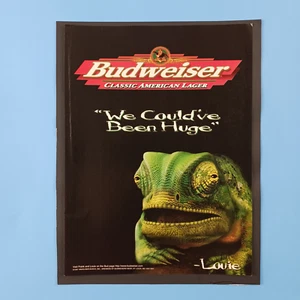 Budweiser
CLASSIC AMERICAN LAGER
"We Could've
Been Huge"
-Louie